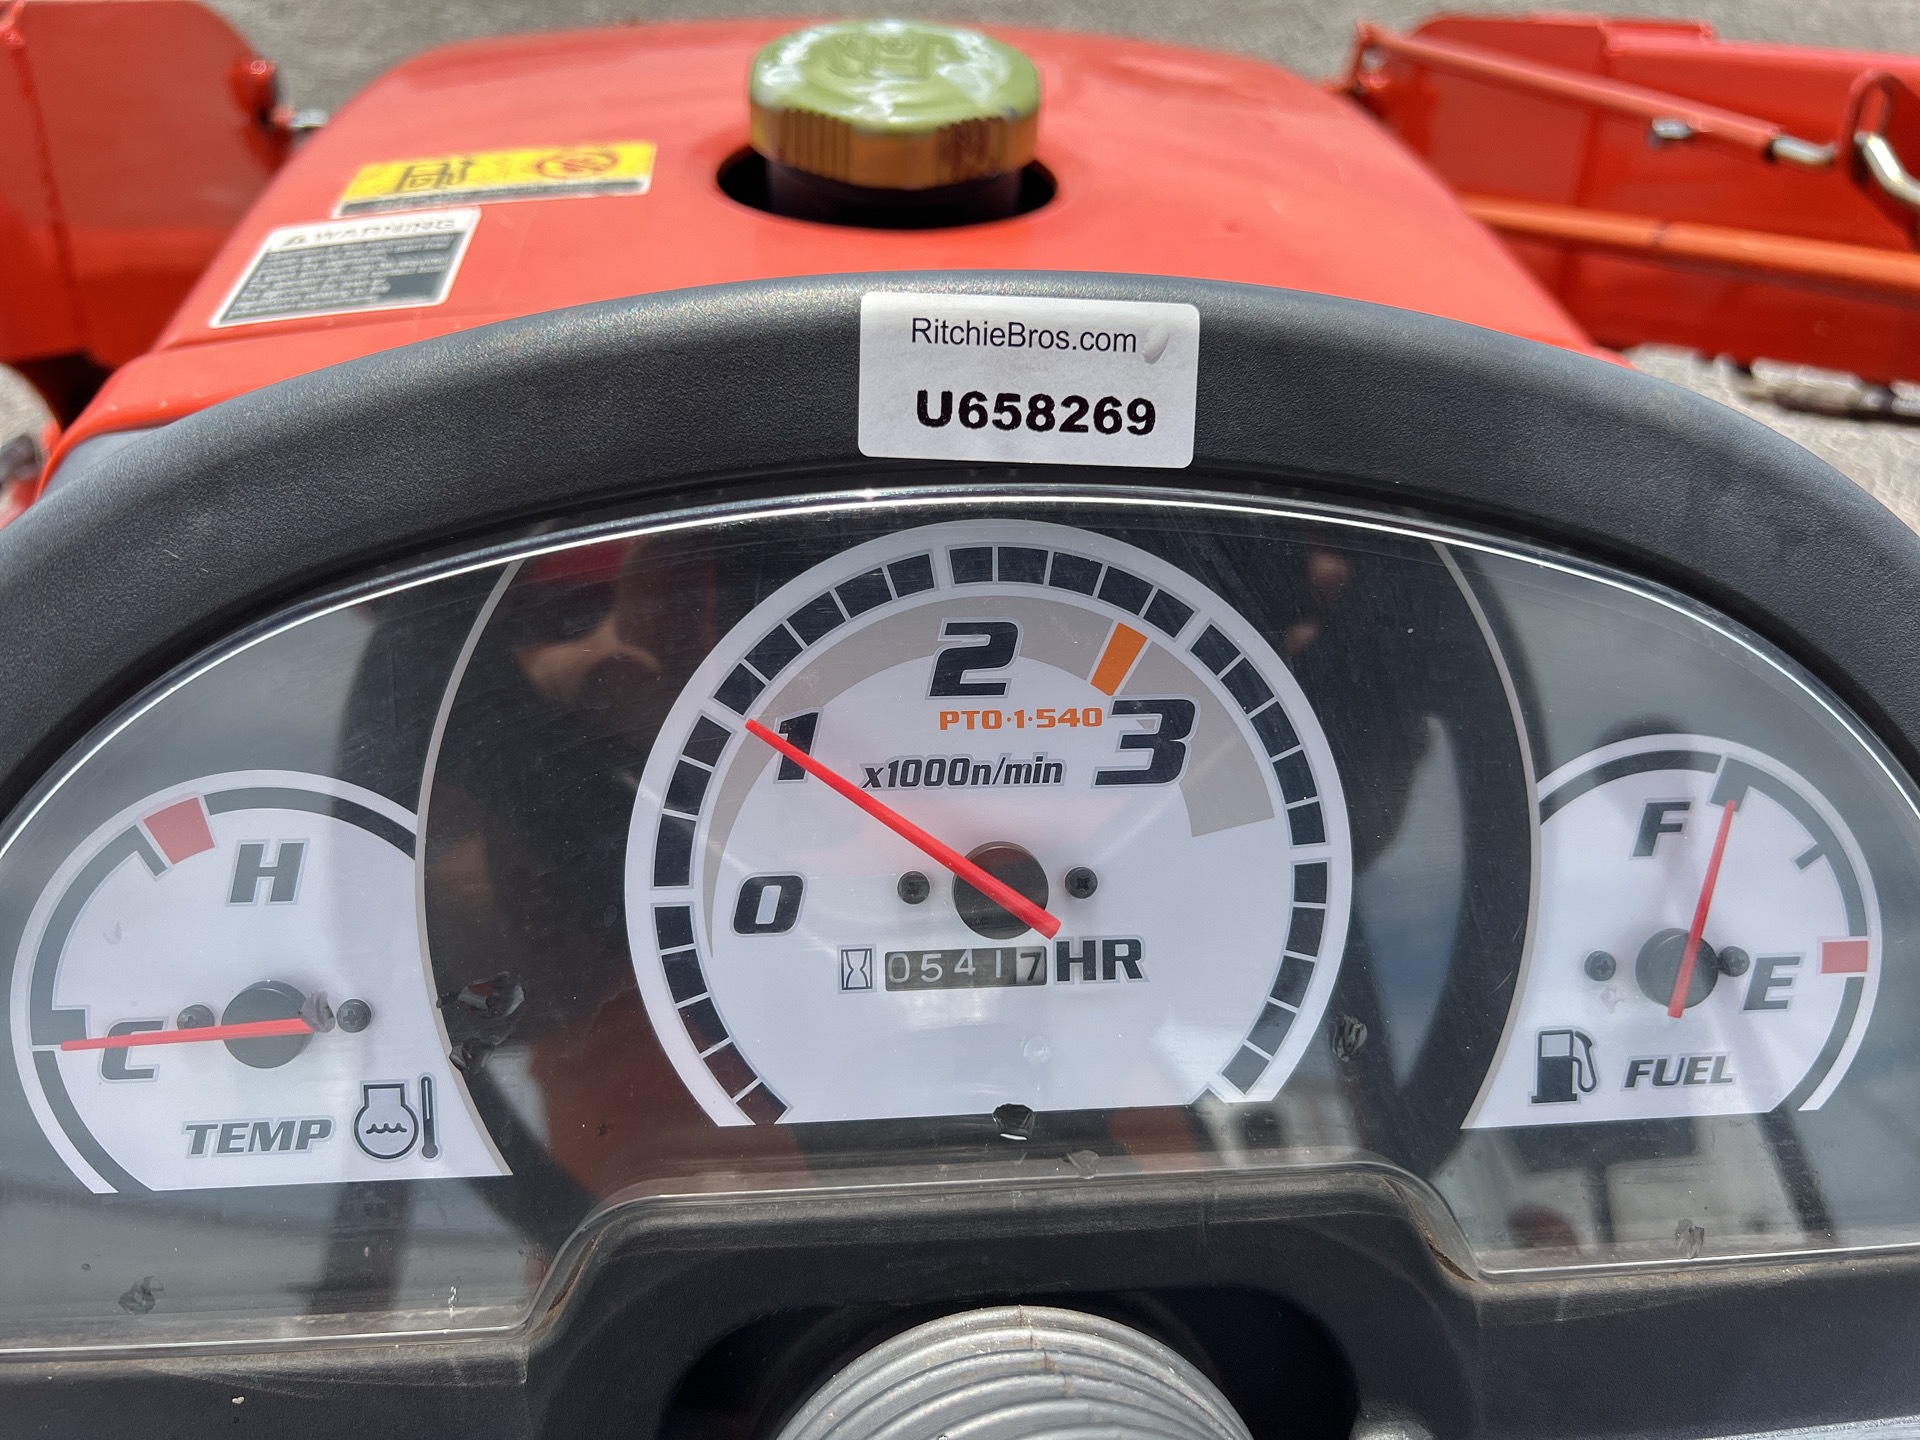 WARNING
RitchieBros.com
U658269
2
PTO·1·540
1
3
x1000n/min
0
05417 HR
H
C
TEMP
F
E
FUEL